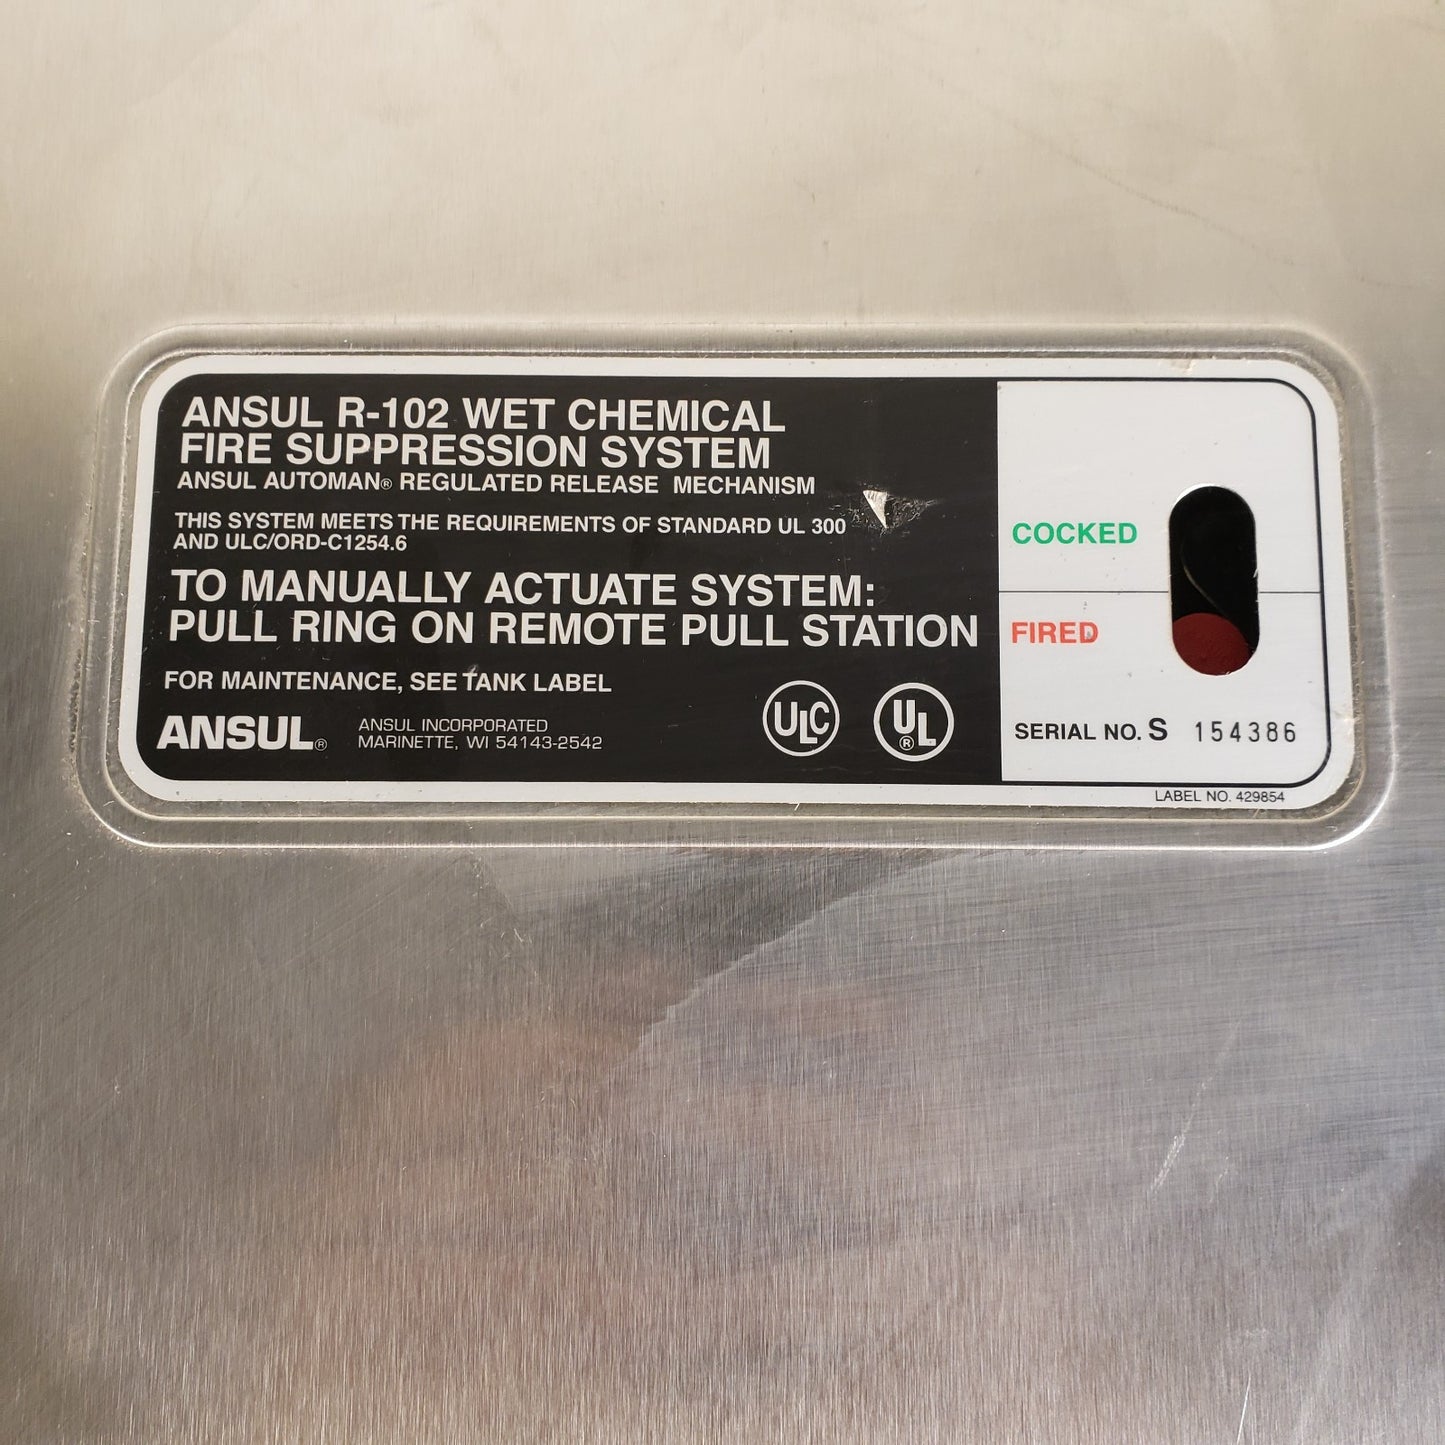 ANSUL R-102 WET CHEMICAL
FIRE SUPPRESSION SYSTEM
ANSUL AUTOMAN® REGULATED RELEASE MECHANISM
THIS SYSTEM MEETS THE REQUIREMENTS OF STANDARD UL 300
AND ULC/ORD-C1254.6
TO MANUALLY ACTUATE SYSTEM:
PULL RING ON REMOTE PULL STATION
FOR MAINTENANCE, SEE TANK LABEL
ANSUL®
ANSUL INCORPORATED
MARINETTE, WI 54143-2542
ULC
UL®
COCKED
FIRED
SERIAL NO. S 154386
LABEL NO. 429854